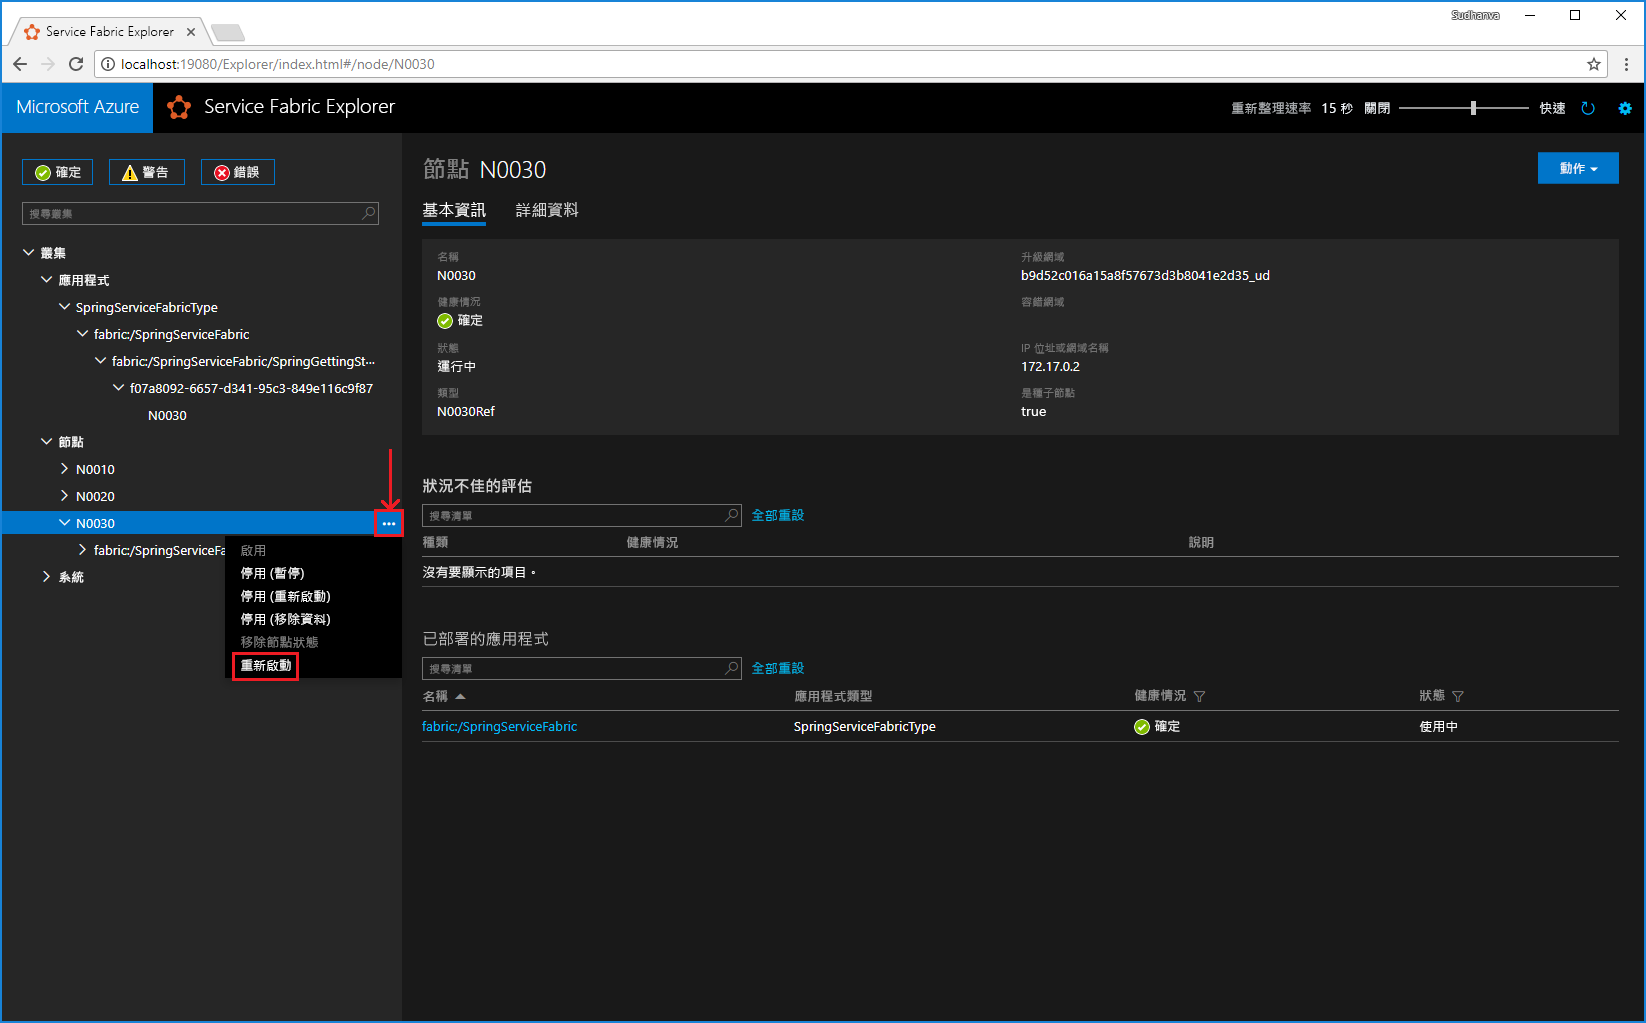 Sudhanva
Service Fabric Explorer
localhost:19080/Explorer/index.html#/node/N0030
Microsoft Azure
Service Fabric Explorer
重新整理速率 15 秒 關閉 快速
確定 警告 錯誤
搜尋叢集
叢集
應用程式
SpringServiceFabricType
fabric:/SpringServiceFabric
fabric:/SpringServiceFabric/SpringGettingSt...
f07a8092-6657-d341-95c3-849e116c9f87
N0030
節點
N0010
N0020
N0030
fabric:/SpringServiceFa
系統
啟用
停用 (暫停)
停用 (重新啟動)
停用 (移除資料)
移除節點狀態
重新啟動
節點 N0030
動作
基本資訊 詳細資料
名稱
N0030
健康情況
確定
狀態
運行中
類型
N0030Ref
升級網域
b9d52c016a15a8f57673d3b8041e2d35_ud
容錯網域
IP 位址或網域名稱
172.17.0.2
是種子節點
true
狀況不佳的評估
搜尋清單 全部重設
種類 健康情況 說明
沒有要顯示的項目。
已部署的應用程式
搜尋清單 全部重設
名稱 應用程式類型 健康情況 狀態
fabric:/SpringServiceFabric SpringServiceFabricType 確定 使用中